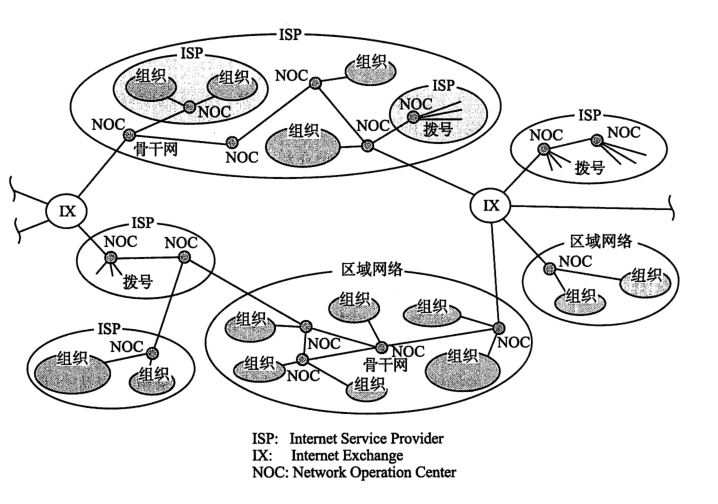 ISP
ISP
组织
组织
NOC
NOC
组织
ISP
NOC
拨号
NOC
骨干网
NOC
组织
NOC
ISP
NOC
NOC
拨号
IX
IX
ISP
NOC
NOC
拨号
区域网络
NOC
组织
组织
区域网络
组织
组织
组织
NOC
NOC
骨干网
NOC
组织
NOC
组织
组织
ISP
组织
NOC
组织
ISP: Internet Service Provider
IX: Internet Exchange
NOC: Network Operation Center